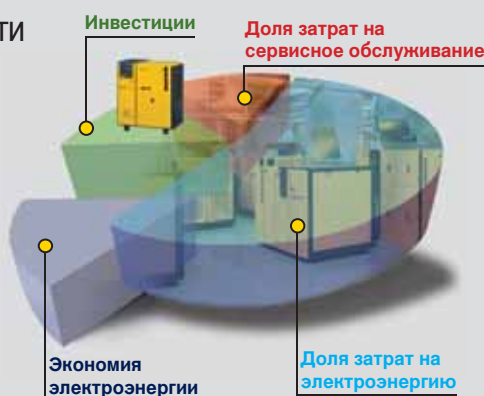 ТИ
Инвестиции
Доля затрат на
сервисное обслуживание
Экономия
электроэнергии
Доля затрат на
электроэнергию